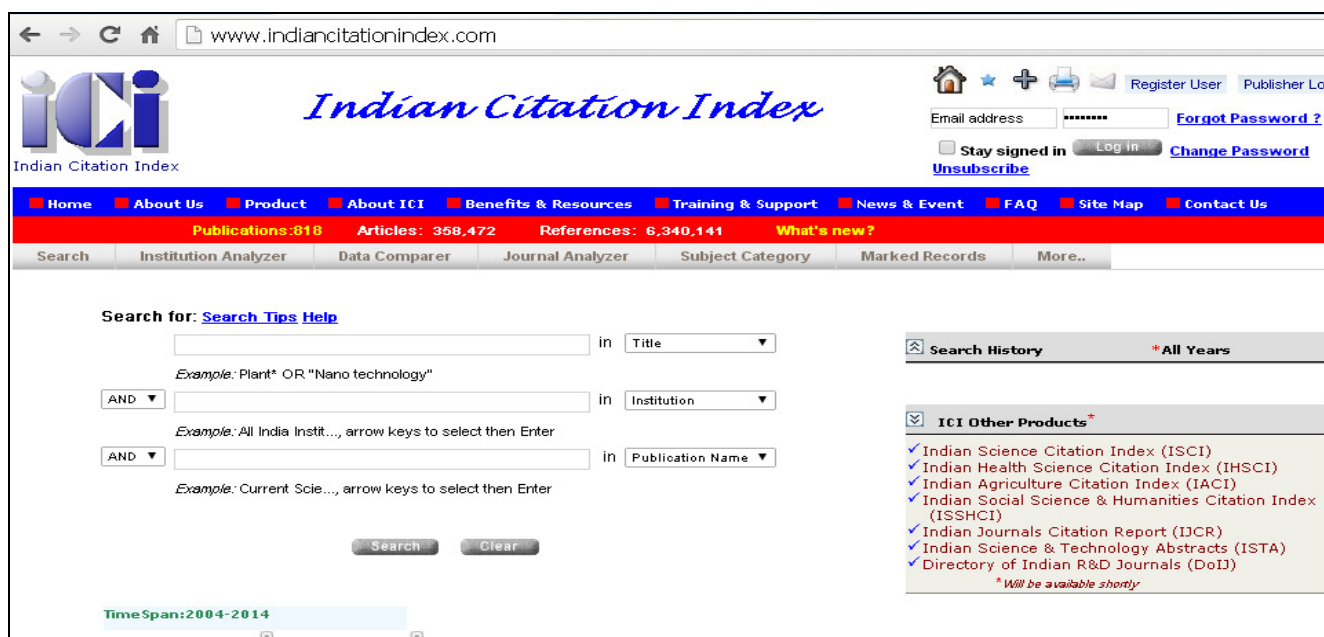 www.indiancitationindex.com
iCi
Indian Citation Index
Indian Citation Index
Register User Publisher Lo
Email address Forgot Password ?
Stay signed in Log in Change Password
Unsubscribe
Home About Us Product About ICI Benefits & Resources Training & Support News & Event FAQ Site Map Contact Us
Publications:818 Articles: 358,472 References: 6,340,141 What's new?
Search Institution Analyzer Data Comparer Journal Analyzer Subject Category Marked Records More..
Search for: Search Tips Help
in Title
Example: Plant* OR "Nano technology"
AND in Institution
Example: All India Instit..., arrow keys to select then Enter
AND in Publication Name
Example: Current Scie..., arrow keys to select then Enter
Search Clear
TimeSpan:2004-2014
Search History *All Years
ICI Other Products*
Indian Science Citation Index (ISCI)
Indian Health Science Citation Index (IHSCI)
Indian Agriculture Citation Index (IACI)
Indian Social Science & Humanities Citation Index
(ISSHCI)
Indian Journals Citation Report (IJCR)
Indian Science & Technology Abstracts (ISTA)
Directory of Indian R&D Journals (DoIJ)
*Will be available shortly